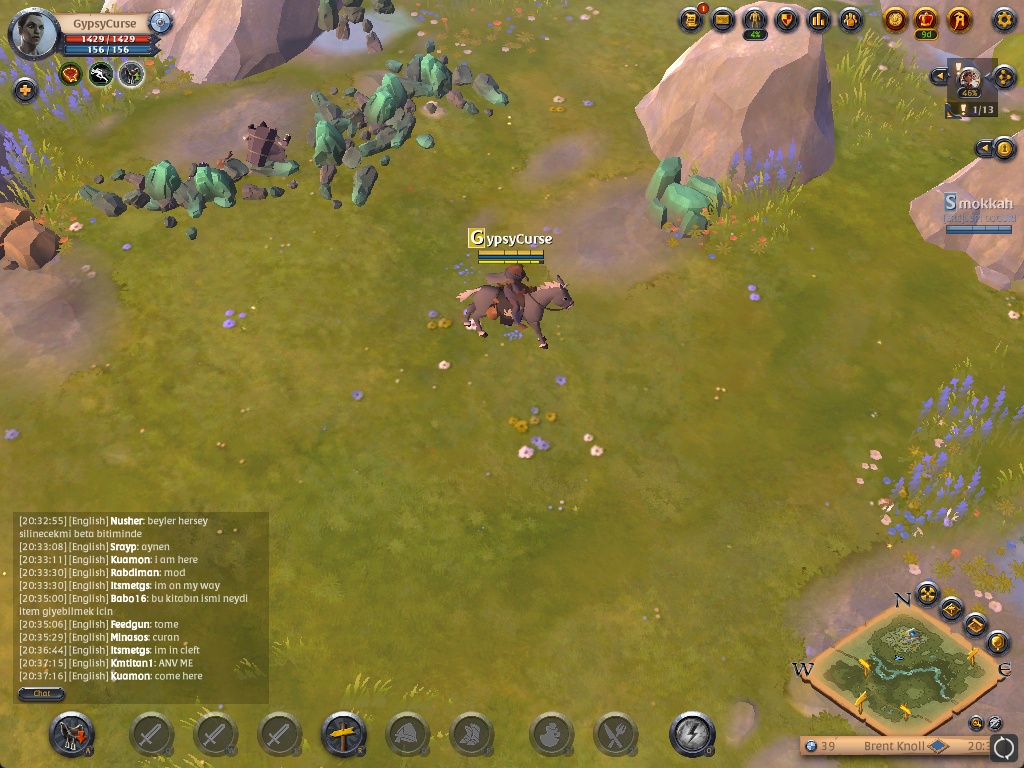 GypsyCurse
1429 / 1429
156 / 156
1
4%
9d
46%
1/13
1
Smokkah
GypsyCurse
[20:32:55] [English] Nusher: beyler hersey
silinecekmi beta bitiminde
[20:33:08] [English] Srayp: aynen
[20:33:11] [English] Kuamon: i am here
[20:33:30] [English] Rabdiman: mod
[20:33:30] [English] Itsmetgs: im on my way
[20:35:00] [English] Babo16: bu kitabin ismi neydi
item giyebilmek icin
[20:35:06] [English] Feedgun: tome
[20:35:29] [English] Minasos: curan
[20:36:44] [English] Itsmetgs: im in cleft
[20:37:15] [English] Kmtitan1: ANV ME
[20:37:16] [English] Kuamon: come here
Chat
N
W
E
A
W
R
39 Brent Knoll